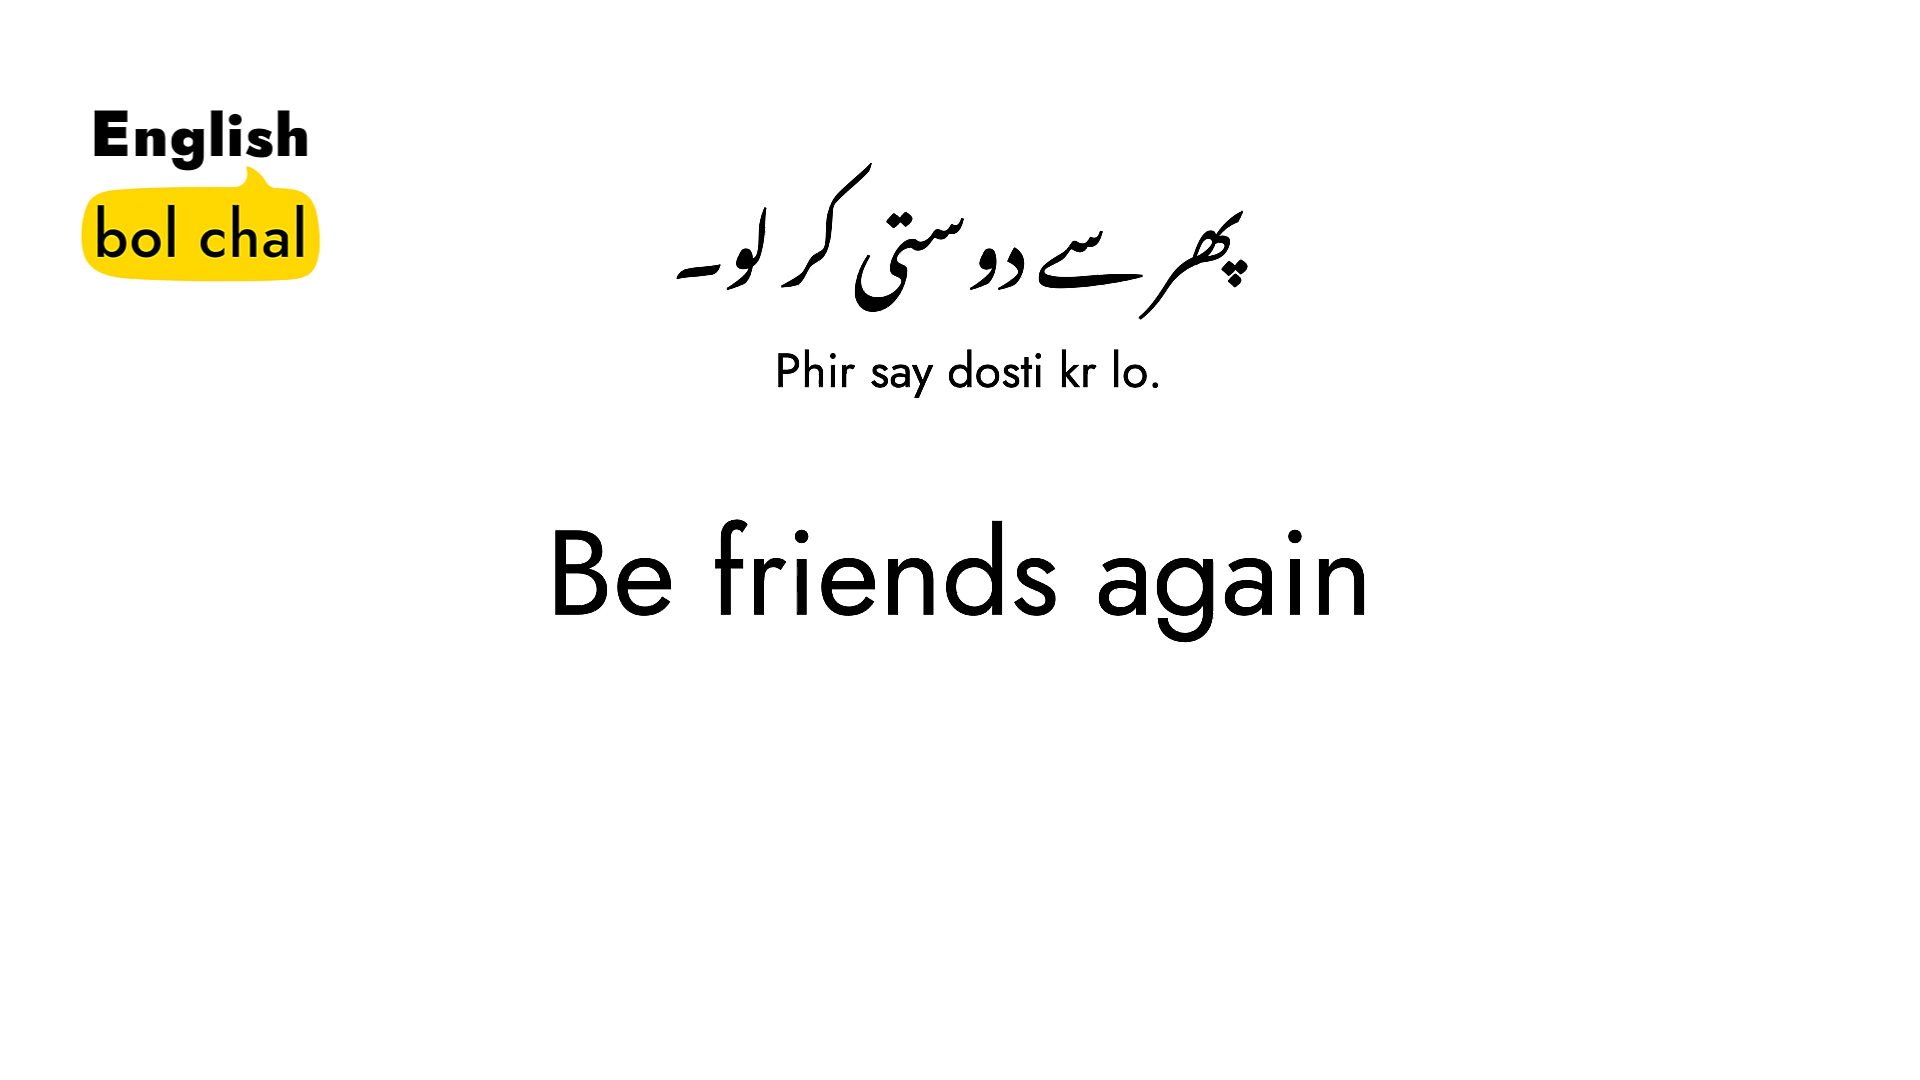 English
bol chal
پھر سے دوستی کر لو۔
Phir say dosti kr lo.
Be friends again